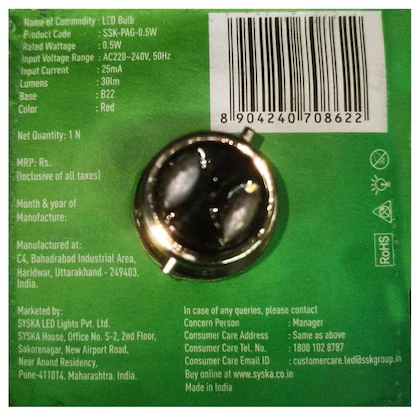 Name of Commodity : LED Bulb
Product Code : SSK-PAG-0.5W
Rated Wattage : 0.5W
Input Voltage Range : AC220~240V, 50Hz
Input Current : 25mA
Lumens : 30lm
Base : B22
Color : Red
8 904240 708622
Net Quantity: 1 N
MRP: Rs.
(Inclusive of all taxes)
Month & year of
Manufacture:
Manufactured at:
C4, Bahadrabad Industrial Area,
Haridwar, Uttarakhand - 249403,
India.
RoHS
Marketed by:
SYSKA LED Lights Pvt. Ltd.
SYSKA House, Office No. S-2, 2nd Floor,
Sakorenagar, New Airport Road,
Near Anand Residency,
Pune-411014, Maharashtra, India.
In case of any queries, please contact
Concern Person : Manager
Consumer Care Address : Same as above
Consumer Care Tel. No. : 1800 102 8787
Consumer Care Email ID : customercare.led@sskgroup.in
Buy online at www.syska.co.in
Made in India